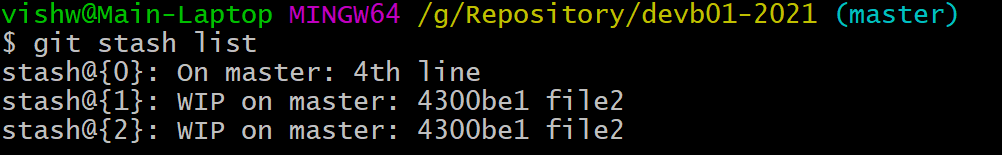 vishw@Main-Laptop MINGW64 /g/Repository/devb01-2021 (master)
$ git stash list
stash@{0}: On master: 4th line
stash@{1}: WIP on master: 4300be1 file2
stash@{2}: WIP on master: 4300be1 file2